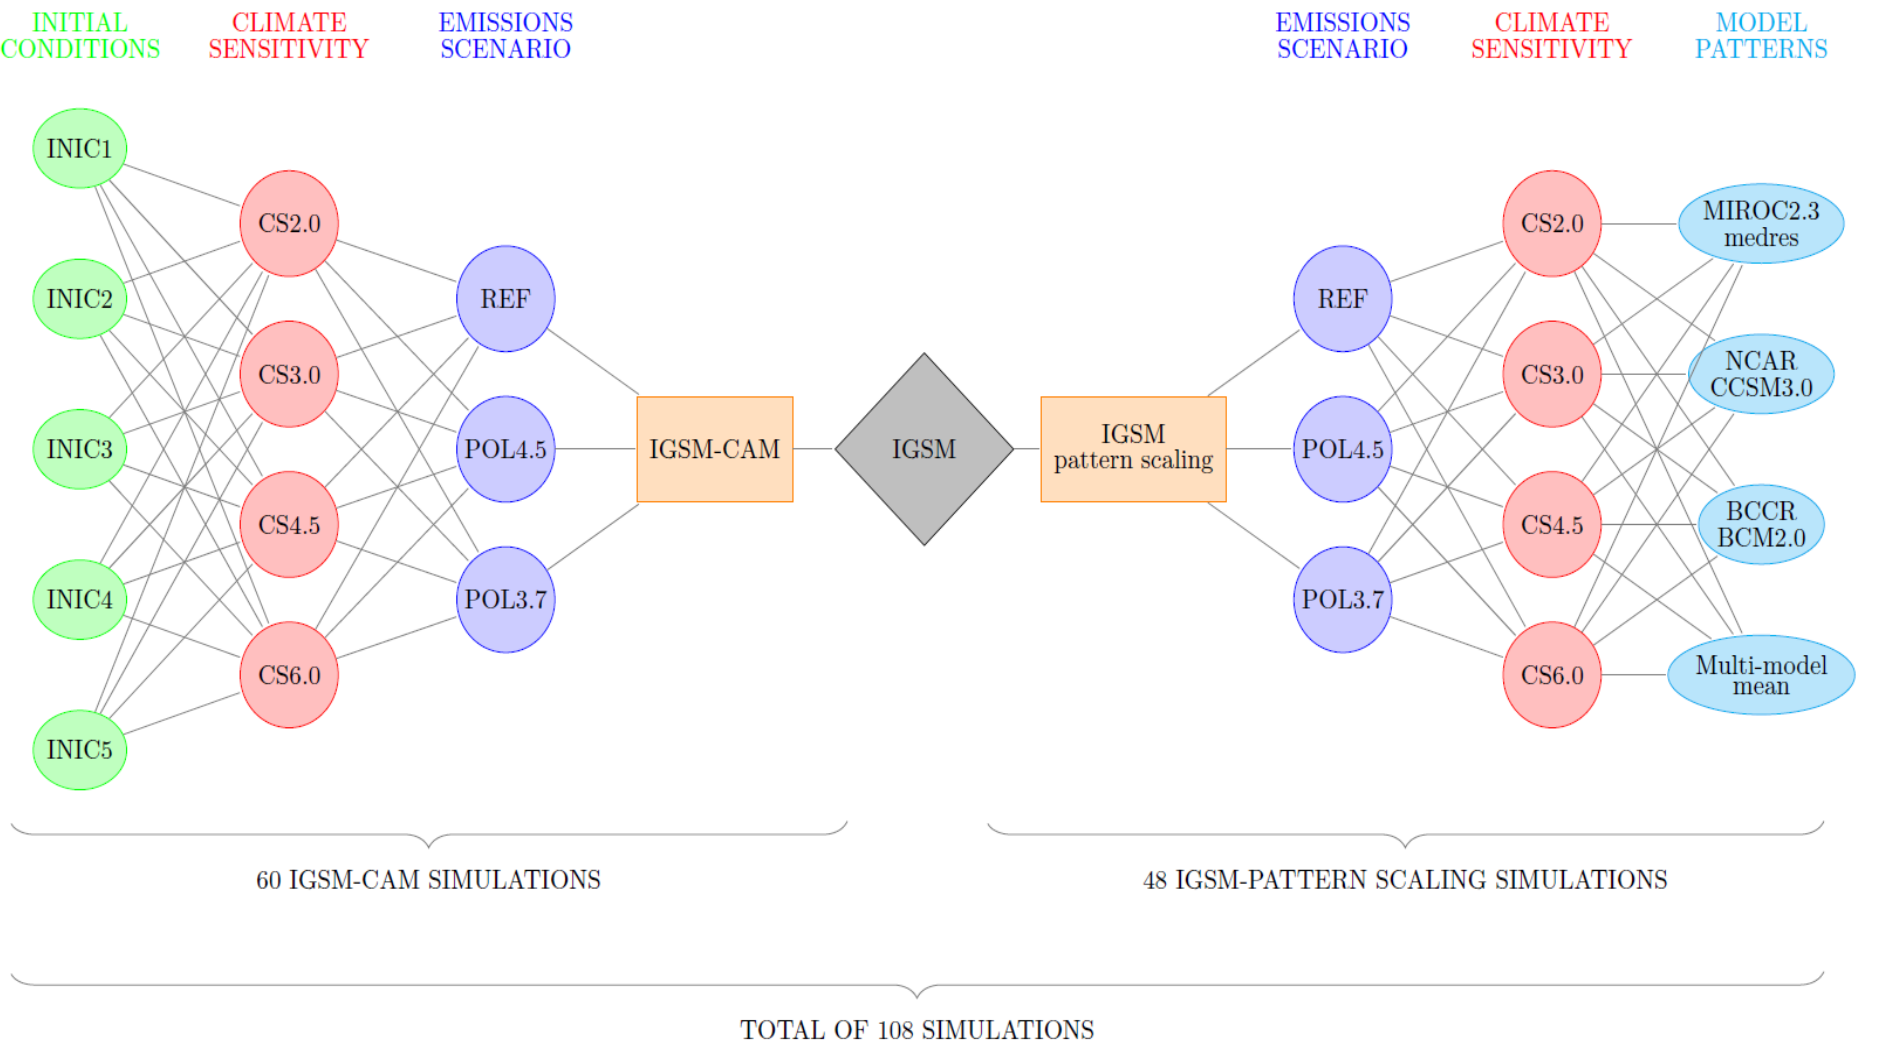 INITIAL
CONDITIONS
CLIMATE
SENSITIVITY
EMISSIONS
SCENARIO
EMISSIONS
SCENARIO
CLIMATE
SENSITIVITY
MODEL
PATTERNS
INIC1
INIC2
INIC3
INIC4
INIC5
CS2.0
CS3.0
CS4.5
CS6.0
REF
POL4.5
POL3.7
IGSM-CAM
IGSM
IGSM
pattern scaling
REF
POL4.5
POL3.7
CS2.0
CS3.0
CS4.5
CS6.0
MIROC2.3
medres
NCAR
CCSM3.0
BCCR
BCM2.0
Multi-model
mean
60 IGSM-CAM SIMULATIONS
48 IGSM-PATTERN SCALING SIMULATIONS
TOTAL OF 108 SIMULATIONS